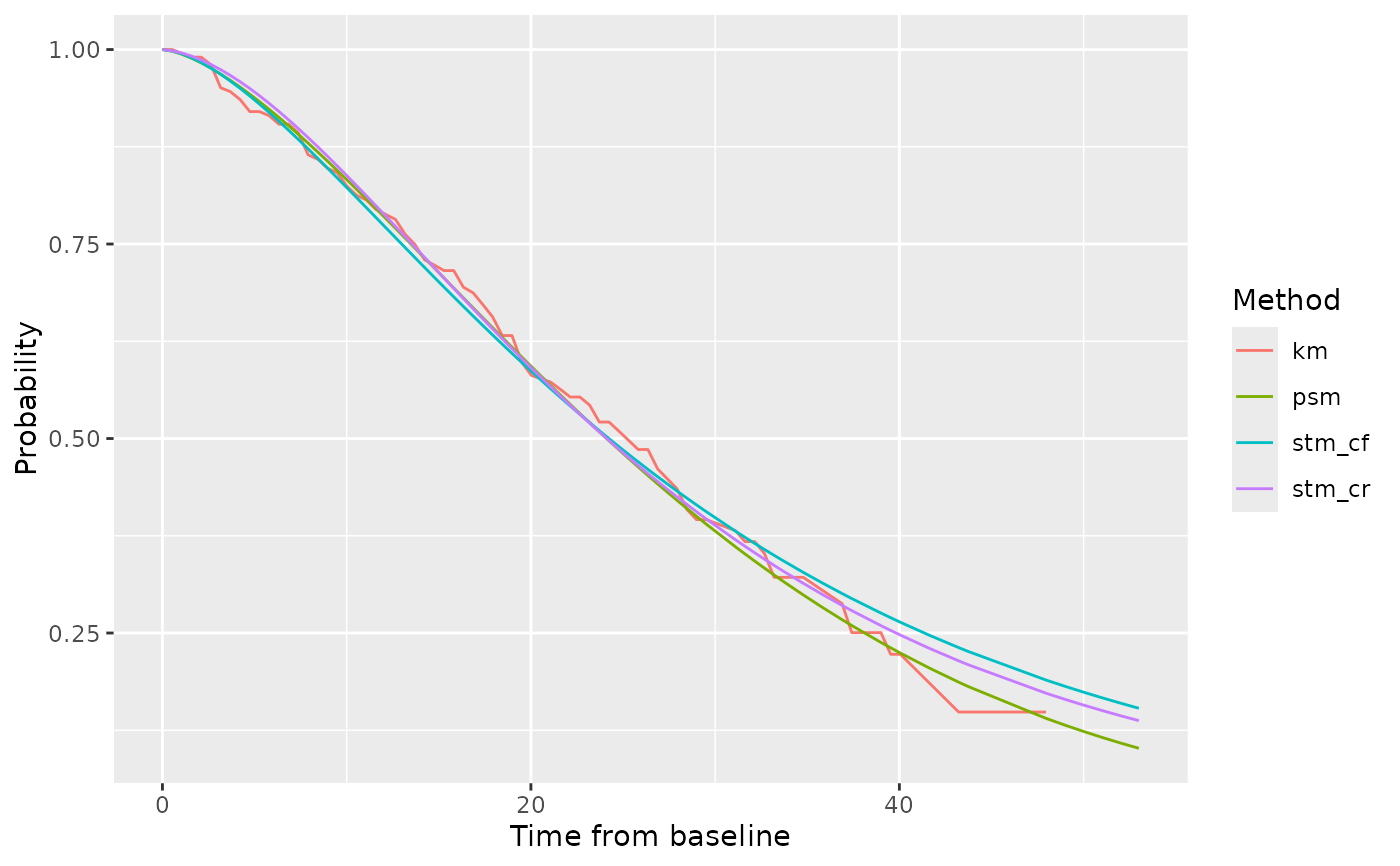 1.00
0.75
0.50
0.25
Probability
0
20
40
Time from baseline
Method
km
psm
stm_cf
stm_cr